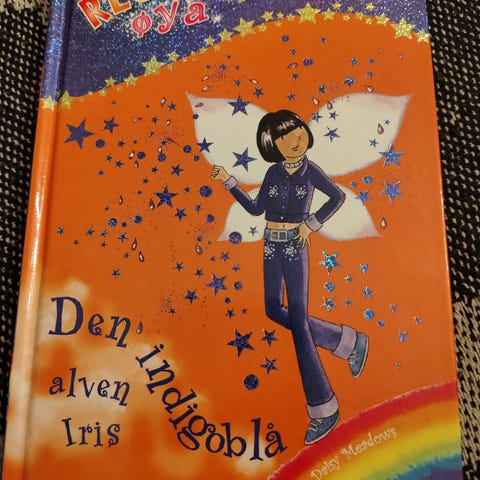 øya
Den indigoblå
alven
Iris
Daisy Meadows